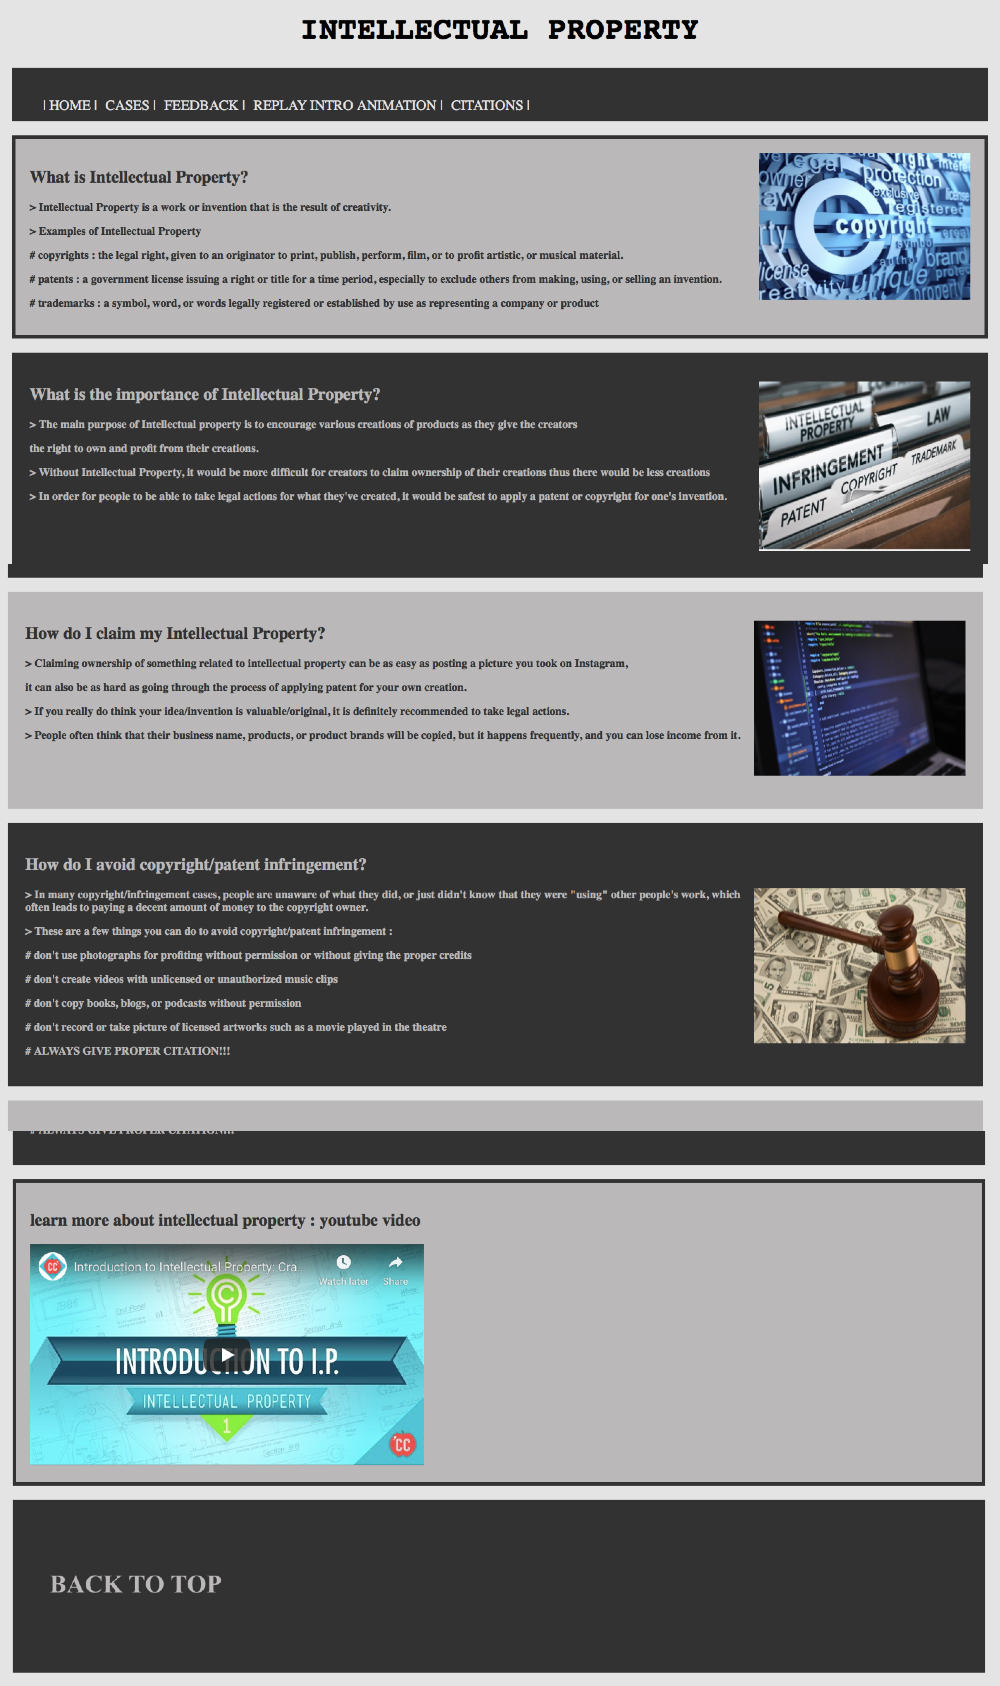 INTELLECTUAL PROPERTY
| HOME | CASES | FEEDBACK | REPLAY INTRO ANIMATION | CITATIONS |
What is Intellectual Property?
> Intellectual Property is a work or invention that is the result of creativity.
> Examples of Intellectual Property
# copyrights : the legal right, given to an originator to print, publish, perform, film, or to profit artistic, or musical material.
# patents : a government license issuing a right or title for a time period, especially to exclude others from making, using, or selling an invention.
# trademarks : a symbol, word, or words legally registered or established by use as representing a company or product
Legal right
owner protection
exclusive license
law registered
copyright
symbol
brand
license
creativity unique property
What is the importance of Intellectual Property?
> The main purpose of Intellectual property is to encourage various creations of products as they give the creators
the right to own and profit from their creations.
> Without Intellectual Property, it would be more difficult for creators to claim ownership of their creations thus there would be less creations
> In order for people to be able to take legal actions for what they've created, it would be safest to apply a patent or copyright for one's invention.
INTELLECTUAL PROPERTY
LAW
INFRINGEMENT
TRADEMARK
COPYRIGHT
PATENT
How do I claim my Intellectual Property?
> Claiming ownership of something related to intellectual property can be as easy as posting a picture you took on Instagram,
it can also be as hard as going through the process of applying patent for your own creation.
> If you really do think your idea/invention is valuable/original, it is definitely recommended to take legal actions.
> People often think that their business name, products, or product brands will be copied, but it happens frequently, and you can lose income from it.
How do I avoid copyright/patent infringement?
> In many copyright/infringement cases, people are unaware of what they did, or just didn't know that they were "using" other people's work, which
often leads to paying a decent amount of money to the copyright owner.
> These are a few things you can do to avoid copyright/patent infringement :
# don't use photographs for profiting without permission or without giving the proper credits
# don't create videos with unlicensed or unauthorized music clips
# don't copy books, blogs, or podcasts without permission
# don't record or take picture of licensed artworks such as a movie played in the theatre
# ALWAYS GIVE PROPER CITATION!!!
# ALWAYS GIVE PROPER CITATION!!!
learn more about intellectual property : youtube video
CC
Introduction to Intellectual Property: Cra...
Watch later
Share
INTRODUCTION TO I.P.
INTELLECTUAL PROPERTY
1
CC
BACK TO TOP